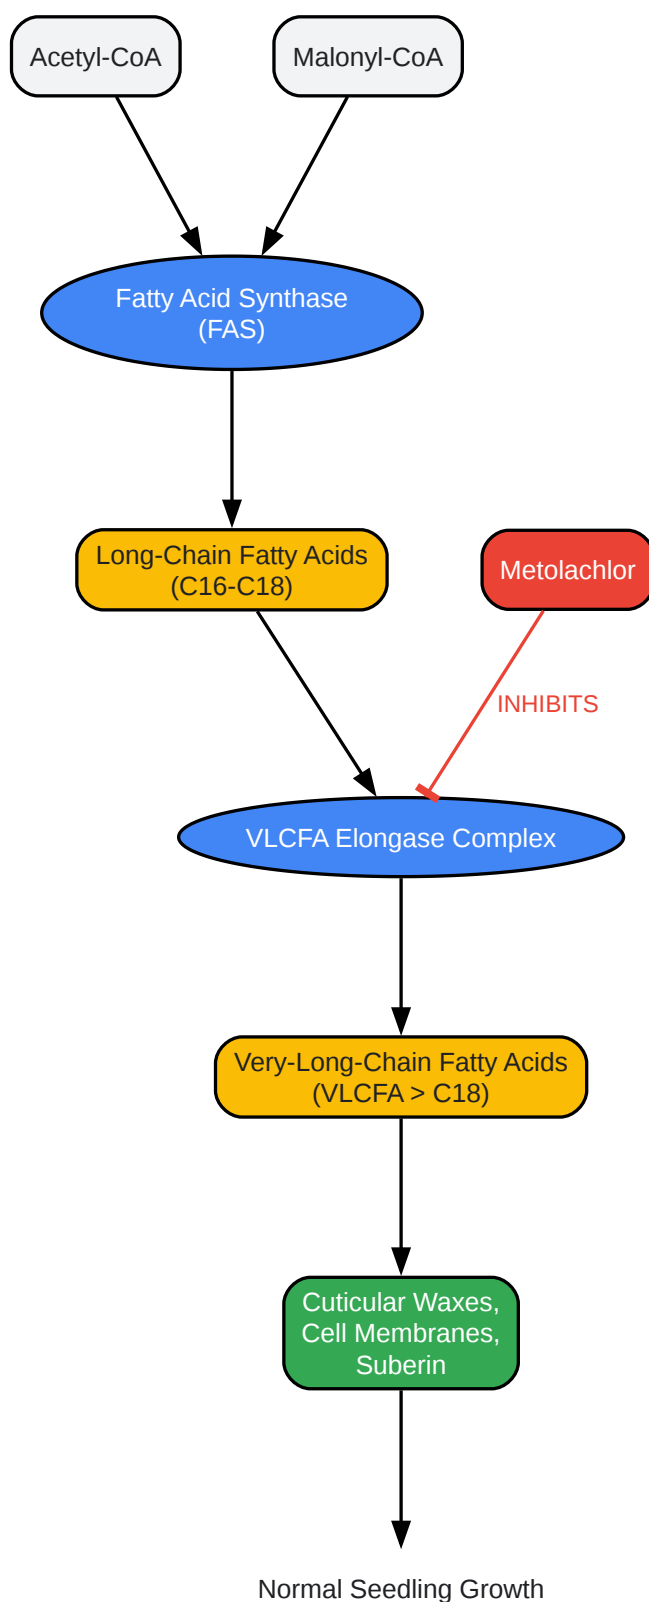 Acetyl-CoA
Malonyl-CoA
Fatty Acid Synthase
(FAS)
Long-Chain Fatty Acids
(C16-C18)
Metolachlor
INHIBITS
VLCFA Elongase Complex
Very-Long-Chain Fatty Acids
(VLCFA > C18)
Cuticular Waxes,
Cell Membranes,
Suberin
Normal Seedling Growth